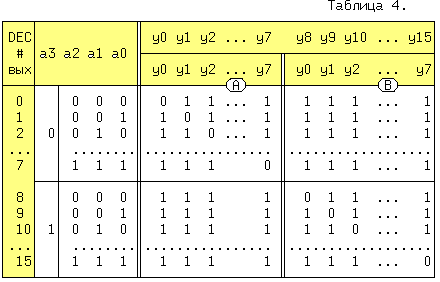 Таблица 4.
DEC # вых a3 a2 a1 a0 y0 y1 y2 ... y7 y8 y9 y10 ... y15
y0 y1 y2 ... y7 y0 y1 y2 ... y7
A B
0 0 0 0 0 1 1 ... 1 1 1 1 ... 1
1 0 0 1 1 0 1 ... 1 1 1 1 ... 1
2 0 0 1 0 1 1 0 ... 1 1 1 1 ... 1
... ........ ............... ...............
7 1 1 1 1 1 1 0 1 1 1 ... 1
8 0 0 0 1 1 1 1 0 1 1 ... 1
9 0 0 1 1 1 1 1 1 0 1 ... 1
10 1 0 1 0 1 1 1 1 1 1 0 ... 1
... ........ ............... ...............
15 1 1 1 1 1 1 1 1 1 1 ... 0